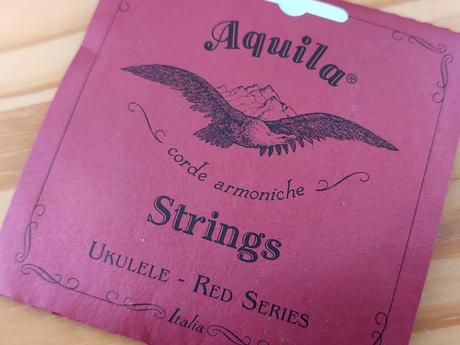 Aquila®
corde armoniche
Strings
UKULELE - RED SERIES
Italia